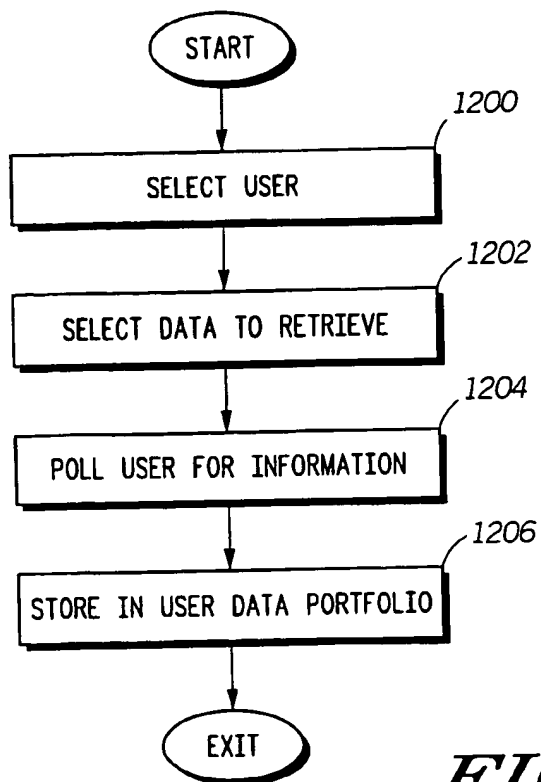 START
1200
SELECT USER
1202
SELECT DATA TO RETRIEVE
1204
POLL USER FOR INFORMATION
1206
STORE IN USER DATA PORTFOLIO
EXIT